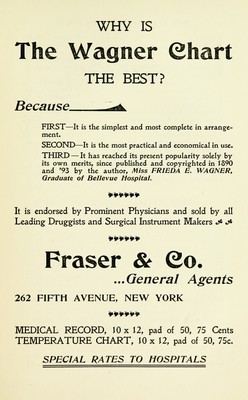 WHY IS
The Wagner Chart
THE BEST?
Because
FIRST—It is the simplest and most complete in arrange-
ment.
SECOND—It is the most practical and economical in use.
THIRD—It has reached its present popularity solely by
its own merits, since published and copyrighted in 1890
and '93 by the author, Miss FRIEDA E. WAGNER,
Graduate of Bellevue Hospital.
It is endorsed by Prominent Physicians and sold by all
Leading Druggists and Surgical Instrument Makers
Fraser & Co.
...General Agents
262 FIFTH AVENUE, NEW YORK
MEDICAL RECORD, 10 x 12, pad of 50, 75 Cents
TEMPERATURE CHART, 10 x 12, pad of 50, 75c.
SPECIAL RATES TO HOSPITALS